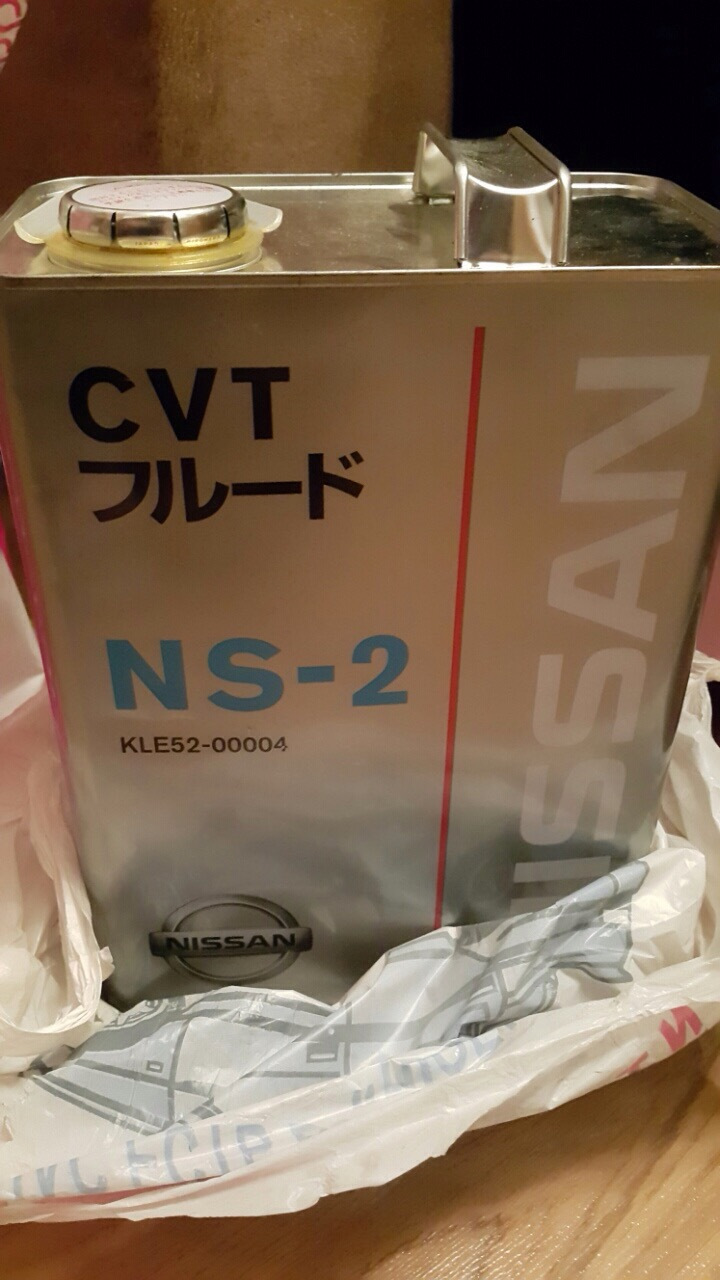 CVT
フルード
NS-2
KLE52-00004
NISSAN
NISSAN